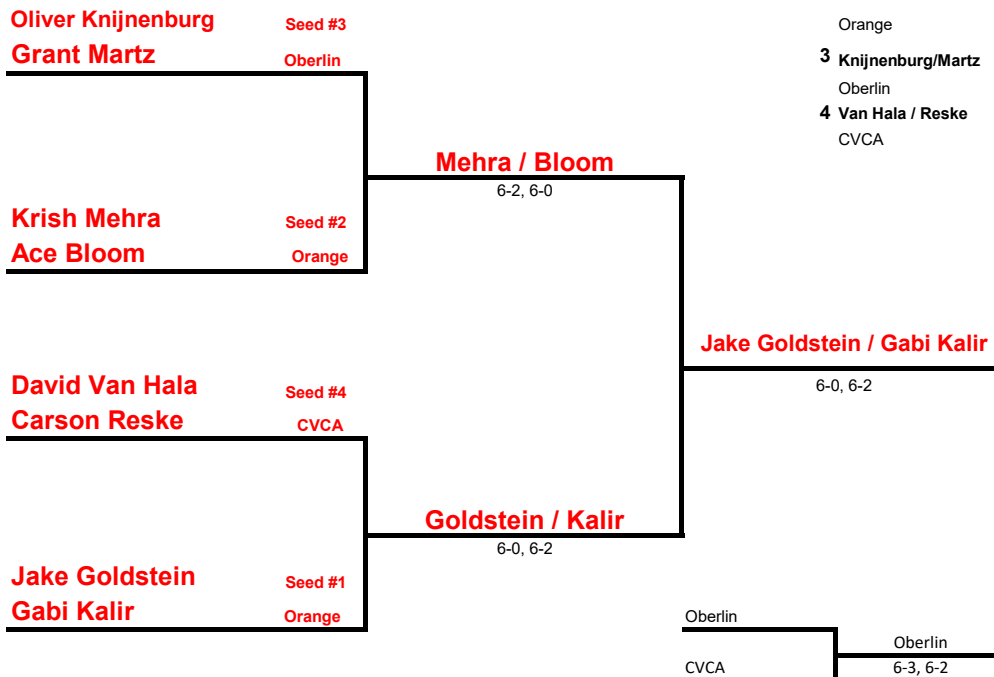 Oliver Knijnenburg Seed #3
Grant Martz Oberlin
Orange
3 Knijnenburg/Martz
Oberlin
4 Van Hala / Reske
CVCA
Mehra / Bloom
6-2, 6-0
Krish Mehra Seed #2
Ace Bloom Orange
Jake Goldstein / Gabi Kalir
6-0, 6-2
David Van Hala Seed #4
Carson Reske CVCA
Goldstein / Kalir
6-0, 6-2
Jake Goldstein Seed #1
Gabi Kalir Orange
Oberlin
Oberlin
CVCA 6-3, 6-2